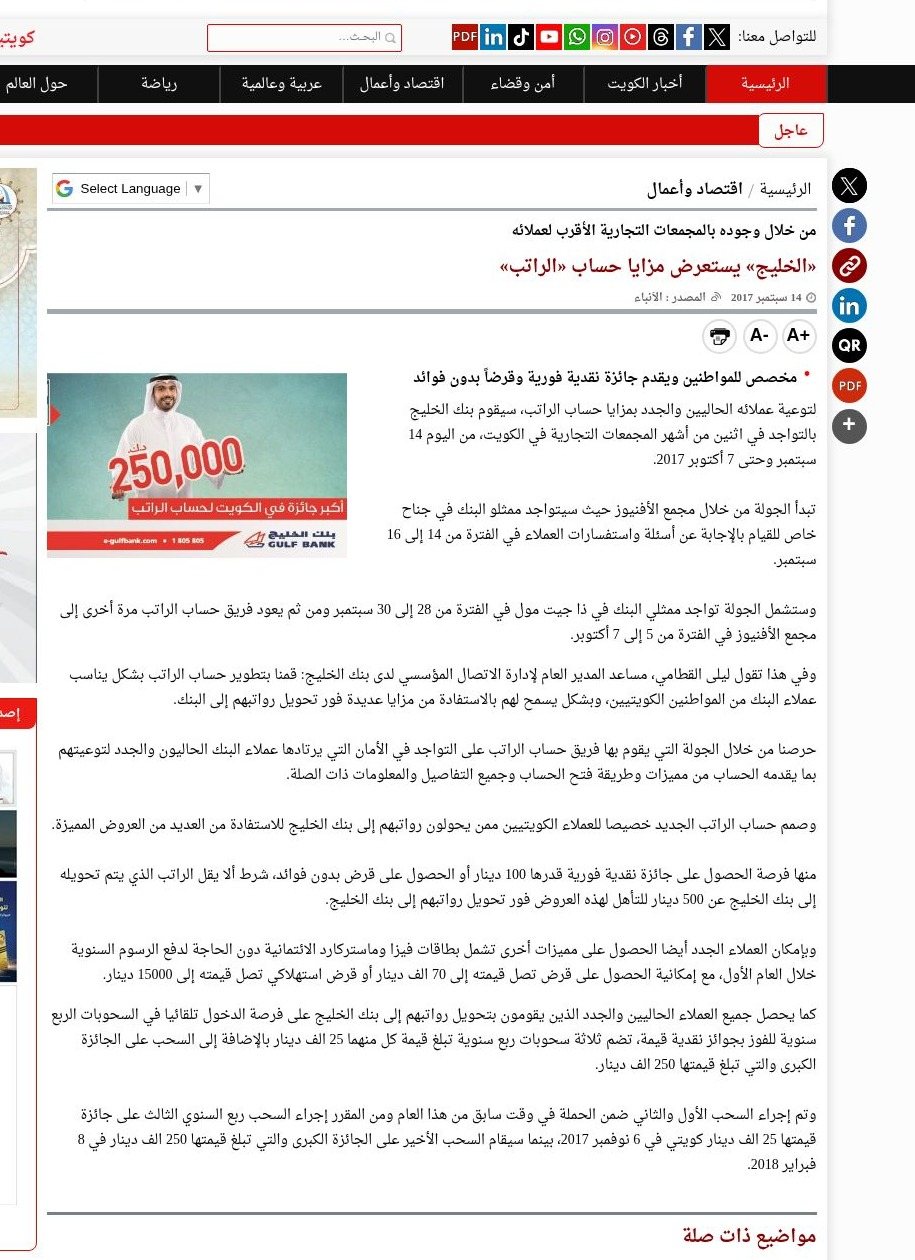 للتواصل معنا:
PDF
البحث...
كويتي
الرئيسية
أخبار الكويت
أمن وقضاء
اقتصاد وأعمال
عربية وعالمية
رياضة
حول العالم
عاجل
الرئيسية / اقتصاد وأعمال
Select Language ▼
من خلال وجوده بالمجمعات التجارية الأقرب لعملائه
«الخليج» يستعرض مزايا حساب «الراتب»
14 سبتمبر 2017 المصدر : الأنباء
A+ A-
QR
PDF
+
• مخصص للمواطنين ويقدم جائزة نقدية فورية وقرضاً بدون فوائد
250,000
د.ك
أكبر جائزة في الكويت لحساب الراتب
بنك الخليج
GULF BANK
e-gulfbank.com • 1 805 805
لتوعية عملائه الحاليين والجدد بمزايا حساب الراتب، سيقوم بنك الخليج
بالتواجد في اثنين من أشهر المجمعات التجارية في الكويت، من اليوم 14
سبتمبر وحتى 7 أكتوبر 2017.
تبدأ الجولة من خلال مجمع الأفنيوز حيث سيتواجد ممثلو البنك في جناح
خاص للقيام بالإجابة عن أسئلة واستفسارات العملاء في الفترة من 14 إلى 16
سبتمبر.
وستشمل الجولة تواجد ممثلي البنك في ذا جيت مول في الفترة من 28 إلى 30 سبتمبر ومن ثم يعود فريق حساب الراتب مرة أخرى إلى
مجمع الأفنيوز في الفترة من 5 إلى 7 أكتوبر.
وفي هذا تقول ليلى القطامي، مساعد المدير العام لإدارة الاتصال المؤسسي لدى بنك الخليج: قمنا بتطوير حساب الراتب بشكل يناسب
عملاء البنك من المواطنين الكويتيين، وبشكل يسمح لهم بالاستفادة من مزايا عديدة فور تحويل رواتبهم إلى البنك.
حرصنا من خلال الجولة التي يقوم بها فريق حساب الراتب على التواجد في الأمان التي يرتادها عملاء البنك الحاليون والجدد لتوعيتهم
بما يقدمه الحساب من مميزات وطريقة فتح الحساب وجميع التفاصيل والمعلومات ذات الصلة.
وصمم حساب الراتب الجديد خصيصا للعملاء الكويتيين ممن يحولون رواتبهم إلى بنك الخليج للاستفادة من العديد من العروض المميزة.
منها فرصة الحصول على جائزة نقدية فورية قدرها 100 دينار أو الحصول على قرض بدون فوائد، شرط ألا يقل الراتب الذي يتم تحويله
إلى بنك الخليج عن 500 دينار للتأهل لهذه العروض فور تحويل رواتبهم إلى بنك الخليج.
وبإمكان العملاء الجدد أيضا الحصول على مميزات أخرى تشمل بطاقات فيزا وماستركارد الائتمانية دون الحاجة لدفع الرسوم السنوية
خلال العام الأول، مع إمكانية الحصول على قرض تصل قيمته إلى 70 الف دينار أو قرض استهلاكي تصل قيمته إلى 15000 دينار.
كما يحصل جميع العملاء الحاليين والجدد الذين يقومون بتحويل رواتبهم إلى بنك الخليج على فرصة الدخول تلقائيا في السحوبات الربع
سنوية للفوز بجوائز نقدية قيمة، تضم ثلاثة سحوبات ربع سنوية تبلغ قيمة كل منهما 25 الف دينار بالإضافة إلى السحب على الجائزة
الكبرى والتي تبلغ قيمتها 250 الف دينار.
وتم إجراء السحب الأول والثاني ضمن الحملة في وقت سابق من هذا العام ومن المقرر إجراء السحب ربع السنوي الثالث على جائزة
قيمتها 25 الف دينار كويتي في 6 نوفمبر 2017، بينما سيقام السحب الأخير على الجائزة الكبرى والتي تبلغ قيمتها 250 الف دينار في 8
فبراير 2018.
مواضيع ذات صلة